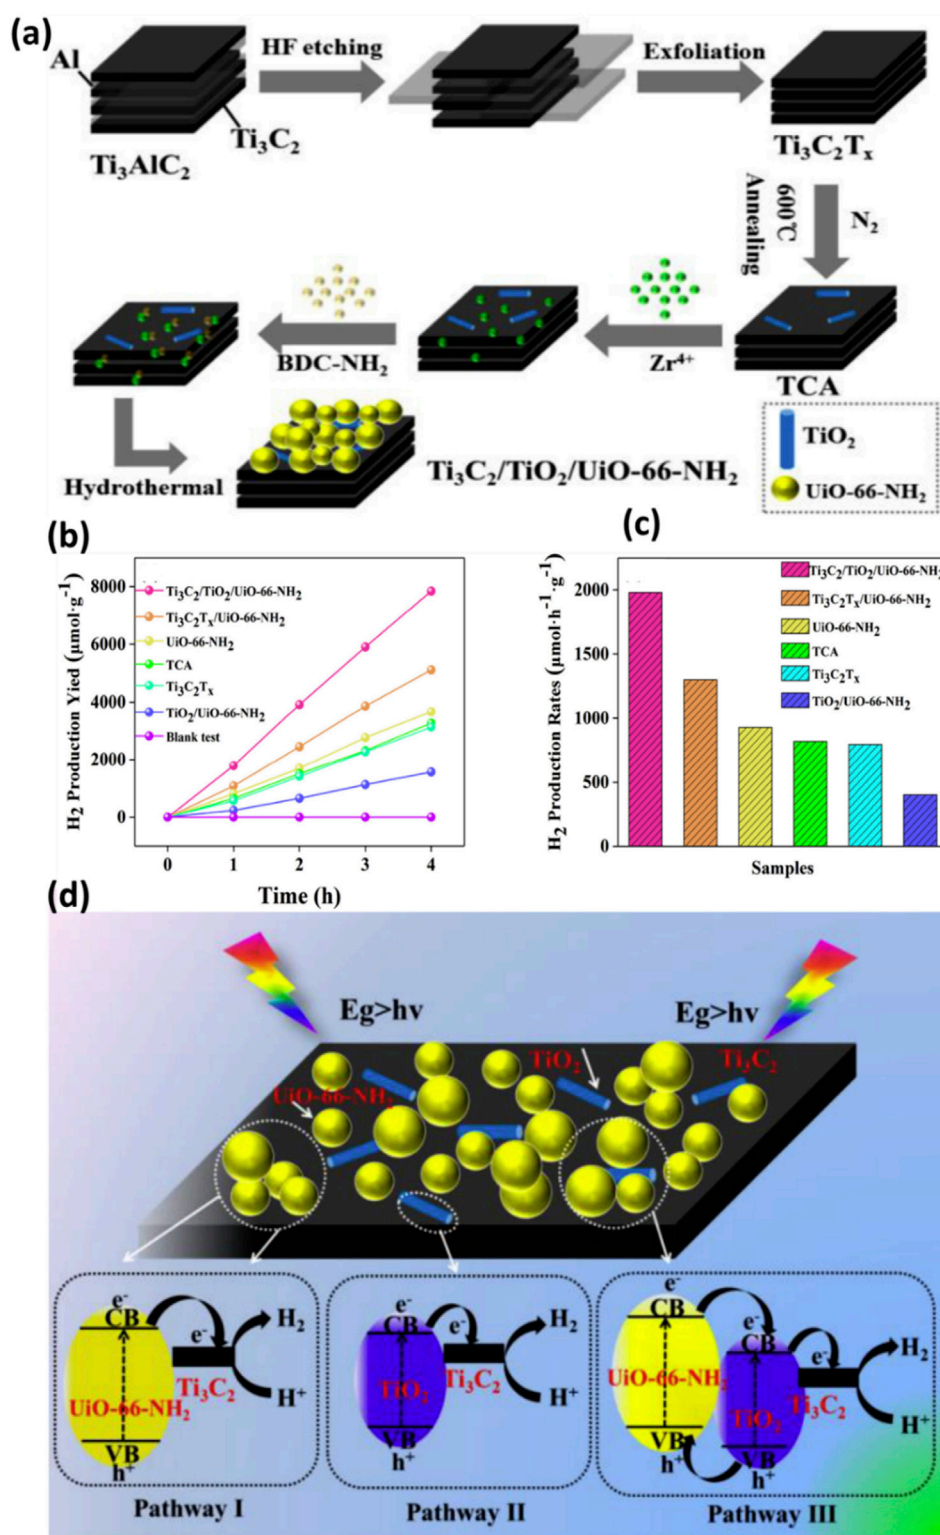 (a)
Al
HF etching
Exfoliation
Ti₃C₂
Ti₃AlC₂
Ti₃C₂Tₓ
600℃
Annealing
N₂
BDC-NH₂
Zr⁴⁺
TCA
TiO₂
UiO-66-NH₂
Hydrothermal
Ti₃C₂/TiO₂/UiO-66-NH₂
(b)
H₂ Production Yied (μmol·g⁻¹)
8000
6000
4000
2000
0
Ti₃C₂/TiO₂/UiO-66-NH₂
Ti₃C₂Tₓ/UiO-66-NH₂
UiO-66-NH₂
TCA
Ti₃C₂Tₓ
TiO₂/UiO-66-NH₂
Blank test
0 1 2 3 4
Time (h)
(c)
H₂ Production Rates (μmol·h⁻¹·g⁻¹)
2000
1500
1000
500
0
Ti₃C₂/TiO₂/UiO-66-NH₂
Ti₃C₂Tₓ/UiO-66-NH₂
UiO-66-NH₂
TCA
Ti₃C₂Tₓ
TiO₂/UiO-66-NH₂
Samples
(d)
Eg>hv
Eg>hv
TiO₂
Ti₃C₂
UiO-66-NH₂
e⁻
CB
e⁻
H₂
UiO-66-NH₂
Ti₃C₂
H⁺
VB
h⁺
Pathway I
e⁻
CB
e⁻
H₂
TiO₂
Ti₃C₂
H⁺
VB
h⁺
Pathway II
e⁻
CB
e⁻
CB
e⁻
H₂
UiO-66-NH₂
TiO₂
Ti₃C₂
H⁺
VB
h⁺
VB
h⁺
Pathway III